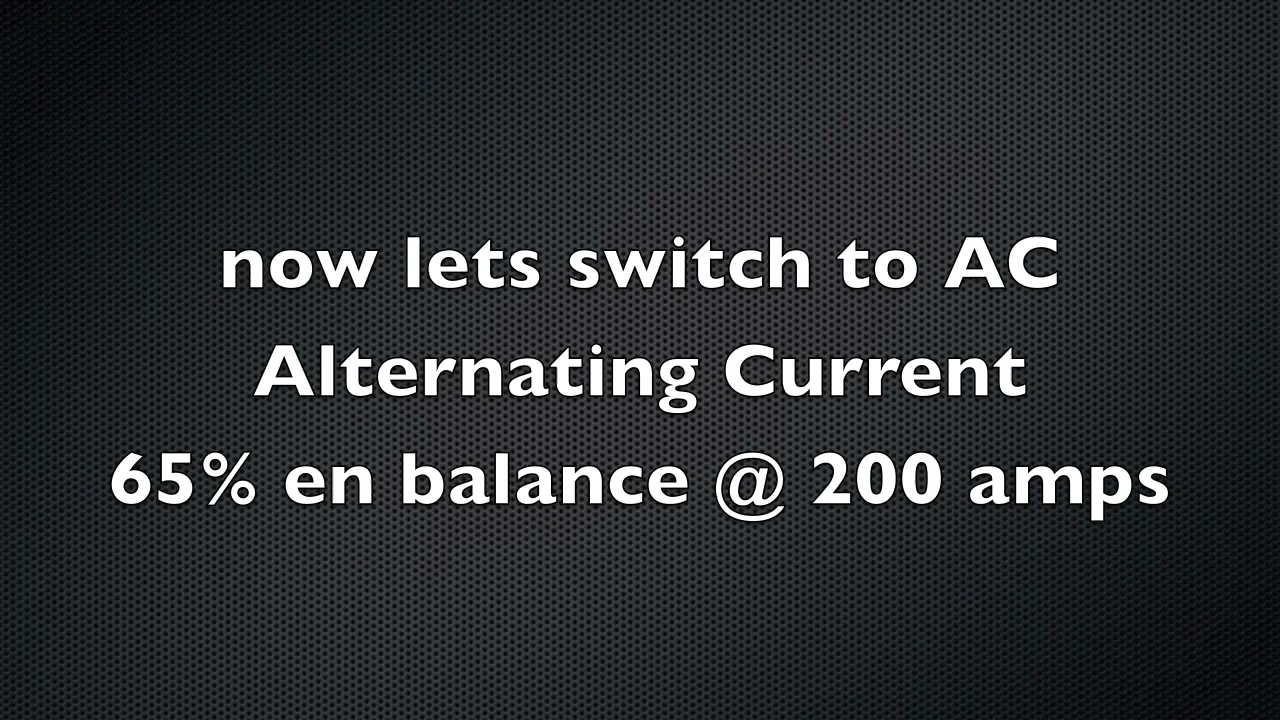 now lets switch to AC
Alternating Current
65% en balance @ 200 amps